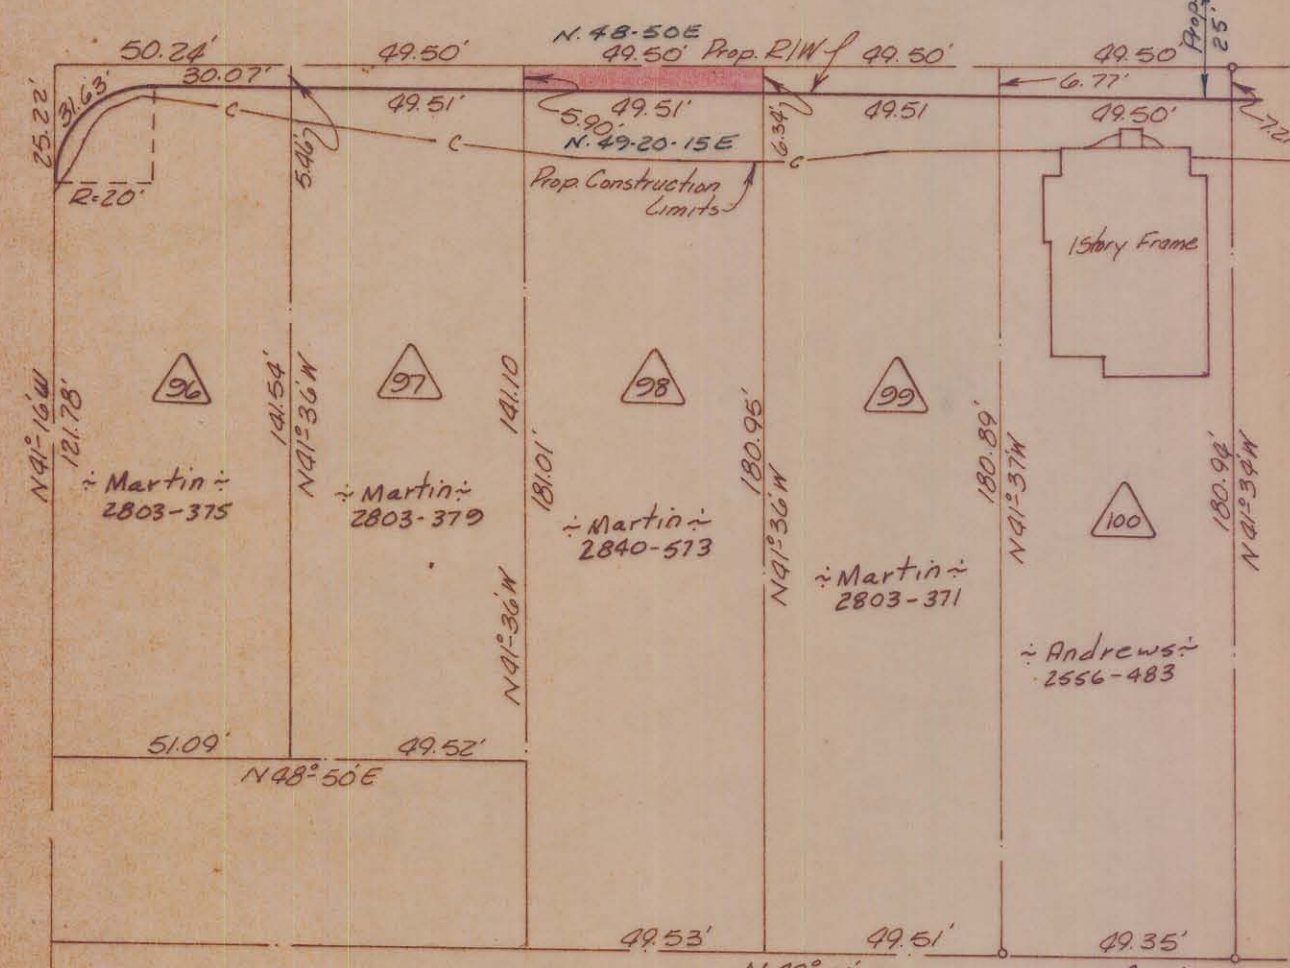 Prop.
25'
N. 48-50E
50.24'
49.50'
49.50'
Prop. R/W
49.50'
49.50'
30.07'
6.77'
31.63'
25.22'
49.51'
5.90'
49.51'
6.34'
49.51
49.50'
5.46'
N. 49-20-15E
R=20'
Prop. Construction
Limits
C
C
C
1 Story Frame
96
97
98
99
100
N41°-16'W
121.78'
141.54'
N41°-36'W
141.10
181.01'
N41°-36'W
180.95'
N41°-36'W
180.89'
N41°-37'W
180.94'
N41°-34'W
÷ Martin ÷
2803-375
÷ Martin ÷
2803-379
÷ Martin ÷
2840-573
÷ Martin ÷
2803-371
÷ Andrews ÷
2556-483
51.09'
49.52'
N48°-50'E
49.53'
49.51'
49.35'